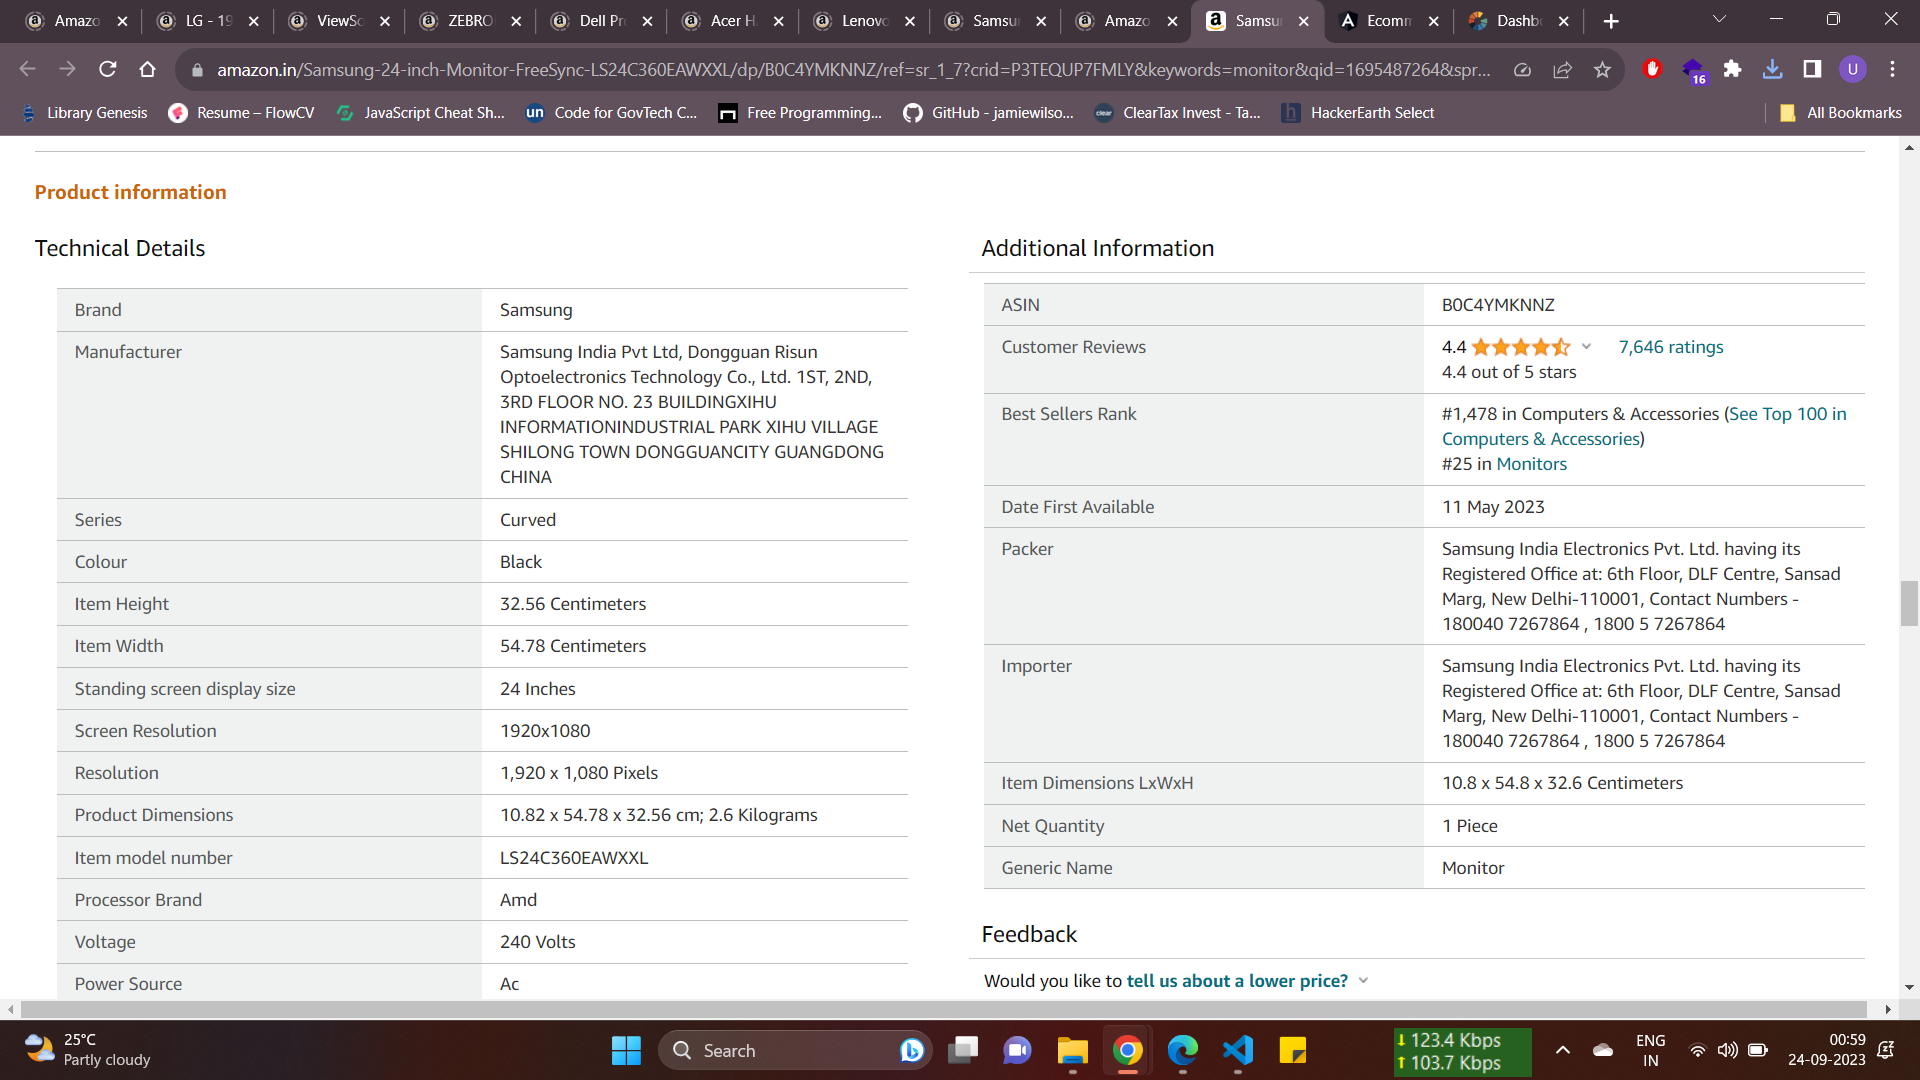 Amazo
LG - 19
ViewSo
ZEBRO
Dell Pr
Acer H
Lenovo
Samsu
Amazo
Samsu
Ecomm
Dashb
amazon.in/Samsung-24-inch-Monitor-FreeSync-LS24C360EAWXXL/dp/B0C4YMKNNZ/ref=sr_1_7?crid=P3TEQUP7FMLY&keywords=monitor&qid=1695487264&spr...
16
U
Library Genesis
Resume – FlowCV
JavaScript Cheat Sh...
un
Code for GovTech C...
Free Programming...
GitHub - jamiewilso...
clear
ClearTax Invest - Ta...
h
HackerEarth Select
All Bookmarks
Product information
Technical Details
Brand
Samsung
Manufacturer
Samsung India Pvt Ltd, Dongguan Risun
Optoelectronics Technology Co., Ltd. 1ST, 2ND,
3RD FLOOR NO. 23 BUILDINGXIHU
INFORMATIONINDUSTRIAL PARK XIHU VILLAGE
SHILONG TOWN DONGGUANCITY GUANGDONG
CHINA
Series
Curved
Colour
Black
Item Height
32.56 Centimeters
Item Width
54.78 Centimeters
Standing screen display size
24 Inches
Screen Resolution
1920x1080
Resolution
1,920 x 1,080 Pixels
Product Dimensions
10.82 x 54.78 x 32.56 cm; 2.6 Kilograms
Item model number
LS24C360EAWXXL
Processor Brand
Amd
Voltage
240 Volts
Power Source
Ac
Additional Information
ASIN
B0C4YMKNNZ
Customer Reviews
4.4
7,646 ratings
4.4 out of 5 stars
Best Sellers Rank
#1,478 in Computers & Accessories (See Top 100 in
Computers & Accessories)
#25 in Monitors
Date First Available
11 May 2023
Packer
Samsung India Electronics Pvt. Ltd. having its
Registered Office at: 6th Floor, DLF Centre, Sansad
Marg, New Delhi-110001, Contact Numbers -
180040 7267864 , 1800 5 7267864
Importer
Samsung India Electronics Pvt. Ltd. having its
Registered Office at: 6th Floor, DLF Centre, Sansad
Marg, New Delhi-110001, Contact Numbers -
180040 7267864 , 1800 5 7267864
Item Dimensions LxWxH
10.8 x 54.8 x 32.6 Centimeters
Net Quantity
1 Piece
Generic Name
Monitor
Feedback
Would you like to tell us about a lower price?
25°C
Partly cloudy
Search
123.4 Kbps
103.7 Kbps
ENG
IN
00:59
24-09-2023